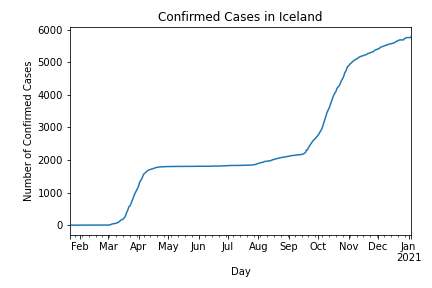 Confirmed Cases in Iceland
Number of Confirmed Cases
6000
5000
4000
3000
2000
1000
0
Feb Mar Apr May Jun Jul Aug Sep Oct Nov Dec Jan
2021
Day